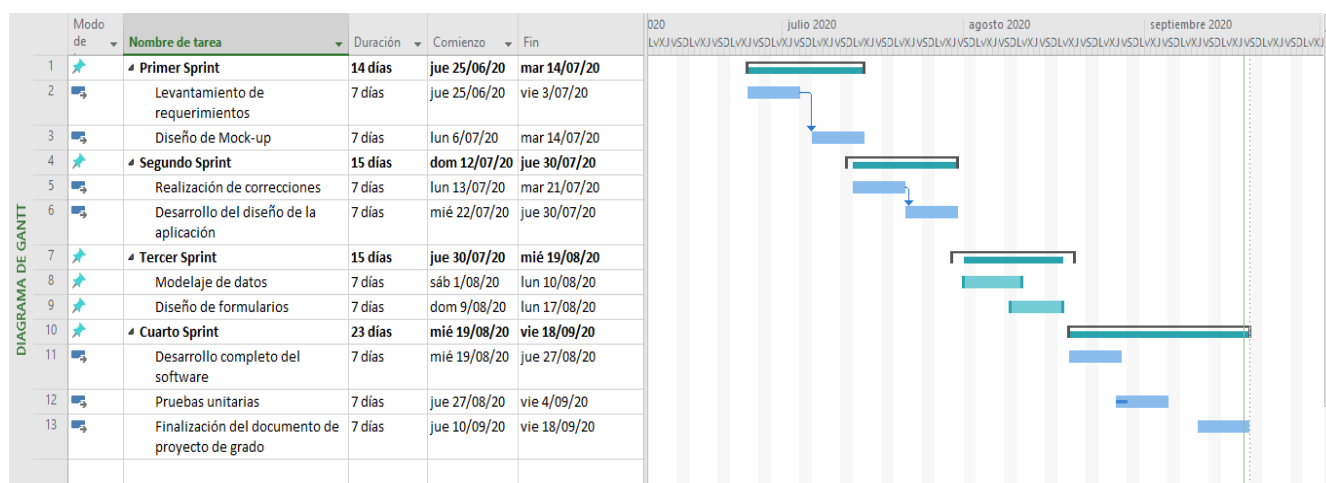 Modo
de
Nombre de tarea
Duración
Comienzo
Fin
020
julio 2020
agosto 2020
septiembre 2020
LVXJVSDLVXJVSDLVXJVSDLVXJVSDLVXJVSDLVXJVSDLVXJVSDLVXJVSDLVXJVSDLVXJVSDLVXJVSDLVXJVSDLVXJVSDLVXJVSDLVXJVSDLVXJVSDLVXJ
DIAGRAMA DE GANTT
1 Primer Sprint 14 días jue 25/06/20 mar 14/07/20
2 Levantamiento de 7 días jue 25/06/20 vie 3/07/20
requerimientos
3 Diseño de Mock-up 7 días lun 6/07/20 mar 14/07/20
4 Segundo Sprint 15 días dom 12/07/20 jue 30/07/20
5 Realización de correcciones 7 días lun 13/07/20 mar 21/07/20
6 Desarrollo del diseño de la 7 días mié 22/07/20 jue 30/07/20
aplicación
7 Tercer Sprint 15 días jue 30/07/20 mié 19/08/20
8 Modelaje de datos 7 días sáb 1/08/20 lun 10/08/20
9 Diseño de formularios 7 días dom 9/08/20 lun 17/08/20
10 Cuarto Sprint 23 días mié 19/08/20 vie 18/09/20
11 Desarrollo completo del 7 días mié 19/08/20 jue 27/08/20
software
12 Pruebas unitarias 7 días jue 27/08/20 vie 4/09/20
13 Finalización del documento de 7 días jue 10/09/20 vie 18/09/20
proyecto de grado